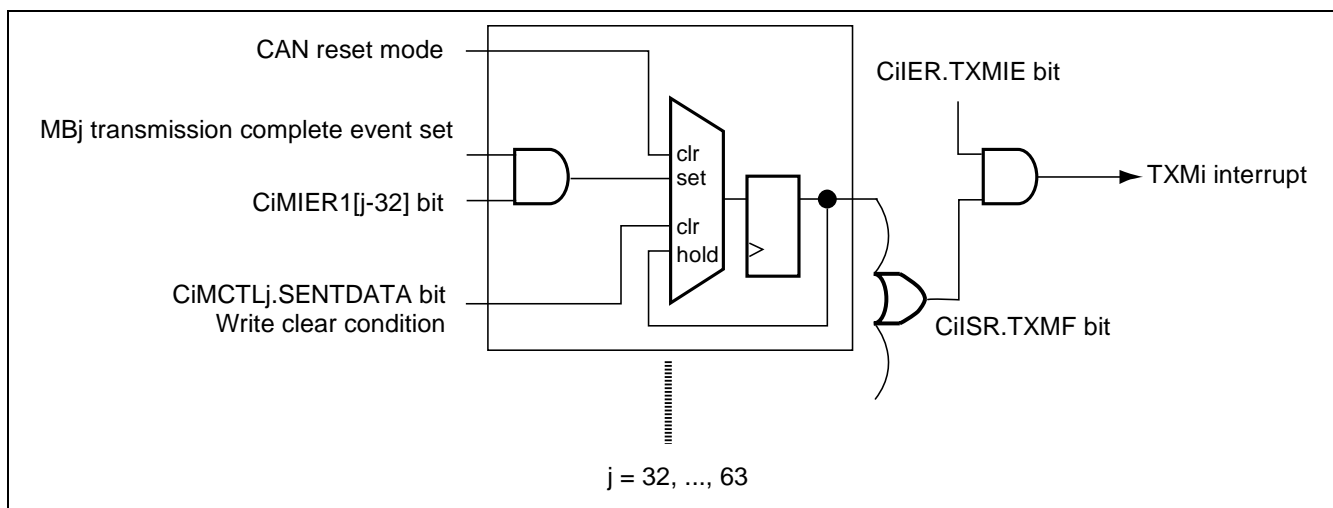 CAN reset mode
CiIER.TXMIE bit
MBj transmission complete event set
clr
set
TXMi interrupt
CiMIER1[j-32] bit
clr
hold
CiMCTLj.SENTDATA bit
Write clear condition
CiISR.TXMF bit
j = 32, ..., 63